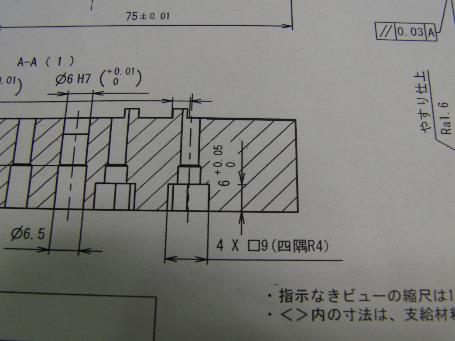 75±0.01
// 0.03 A
A-A ( 1 )
0.01)
Ø6 H7 ( +0.01 0 )
やすり仕上
Ra1.6
6 +0.05 0
Ø6.5
4 X □9(四隅R4)
・指示なきビューの縮尺は1
・<>内の寸法は、支給材